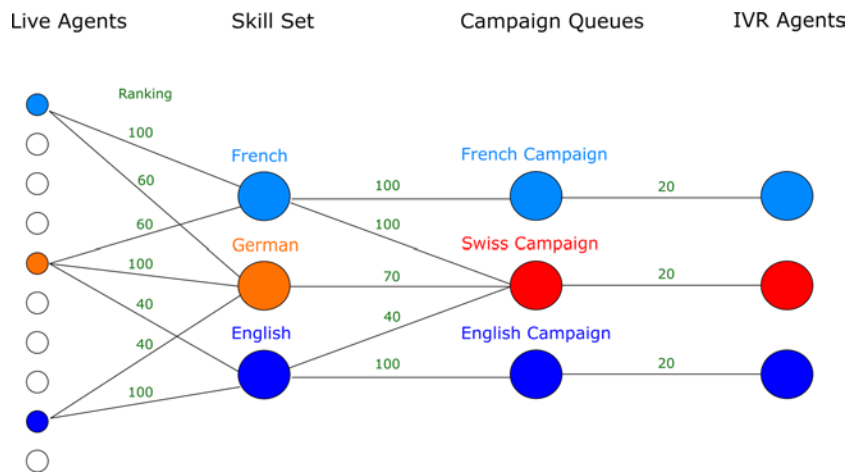 Live Agents
Skill Set
Campaign Queues
IVR Agents
Ranking
100
60
60
100
40
40
100
French
German
English
100
100
70
40
100
French Campaign
Swiss Campaign
English Campaign
20
20
20